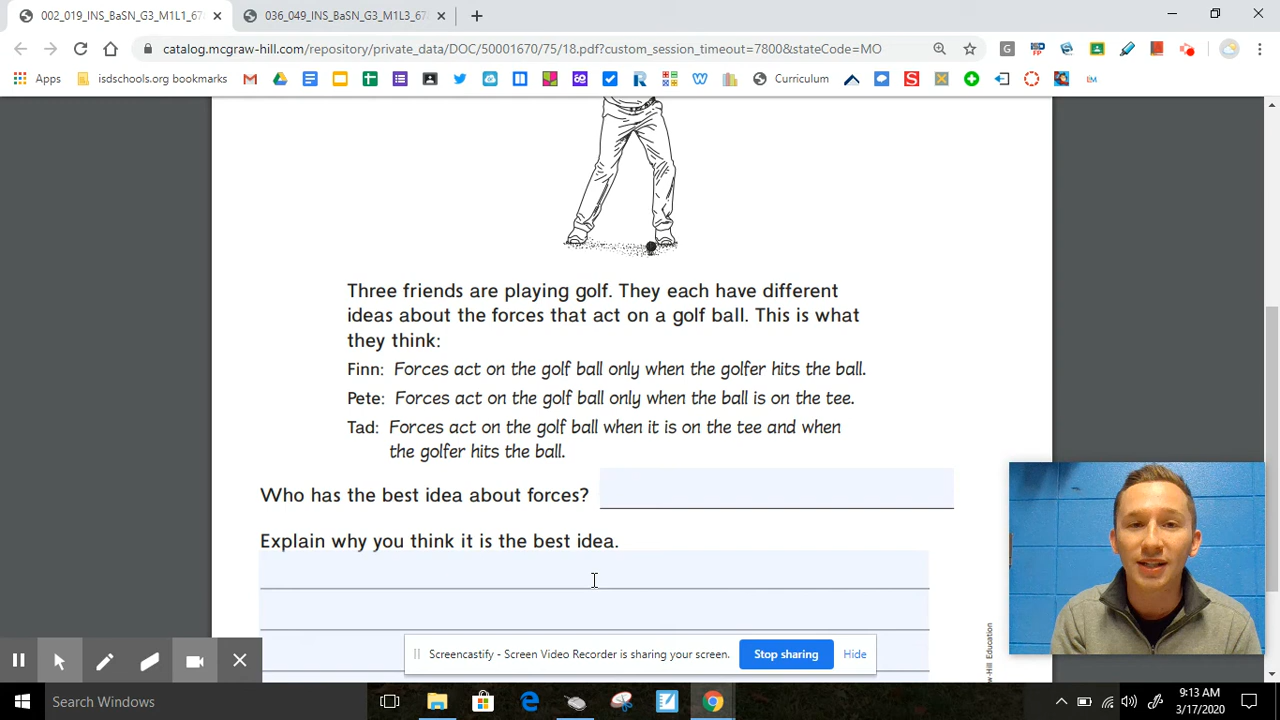 002_019_INS_BaSN_G3_M1L1_67
036_049_INS_BaSN_G3_M1L3_67
catalog.mcgraw-hill.com/repository/private_data/DOC/50001670/75/18.pdf?custom_session_timeout=7800&stateCode=MO
Apps isdschools.org bookmarks Curriculum
Three friends are playing golf. They each have different
ideas about the forces that act on a golf ball. This is what
they think:
Finn: Forces act on the golf ball only when the golfer hits the ball.
Pete: Forces act on the golf ball only when the ball is on the tee.
Tad: Forces act on the golf ball when it is on the tee and when
the golfer hits the ball.
Who has the best idea about forces?
Explain why you think it is the best idea.
Screencastify - Screen Video Recorder is sharing your screen. Stop sharing Hide
Hill Education
Search Windows
9:13 AM
3/17/2020